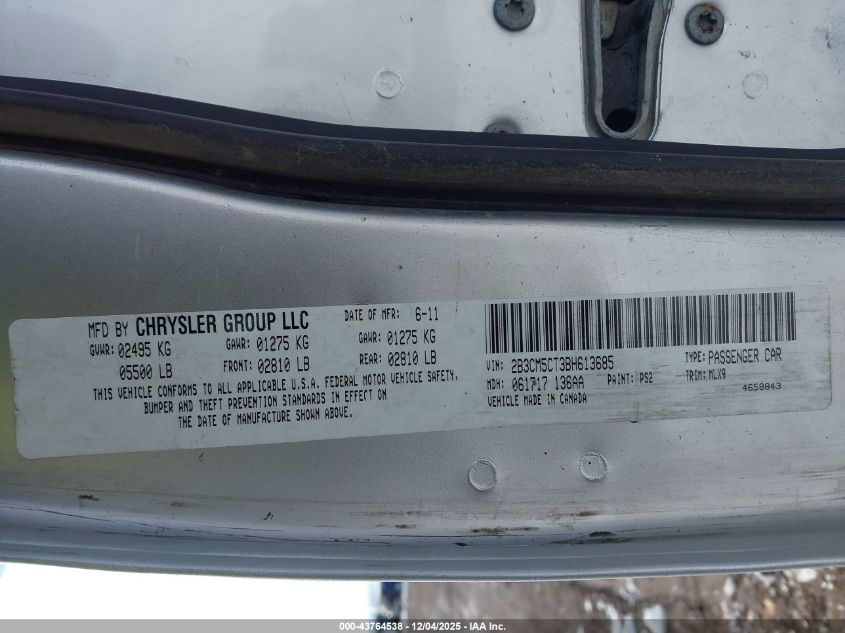 MFD BY CHRYSLER GROUP LLC DATE OF MFR: 6-11
GVWR: 02495 KG GAWR: 01275 KG GAWR: 01275 KG
05500 LB FRONT: 02810 LB REAR: 02810 LB
THIS VEHICLE CONFORMS TO ALL APPLICABLE U.S.A. FEDERAL MOTOR VEHICLE SAFETY,
BUMPER AND THEFT PREVENTION STANDARDS IN EFFECT ON
THE DATE OF MANUFACTURE SHOWN ABOVE.
VIN: 2B3CM5CT3BH613685 TYPE: PASSENGER CAR
MDH: 061717 136AA PAINT: PS2 TRIM: MLX9
VEHICLE MADE IN CANADA 4658843
000-43764538 - 12/04/2025 - IAA Inc.